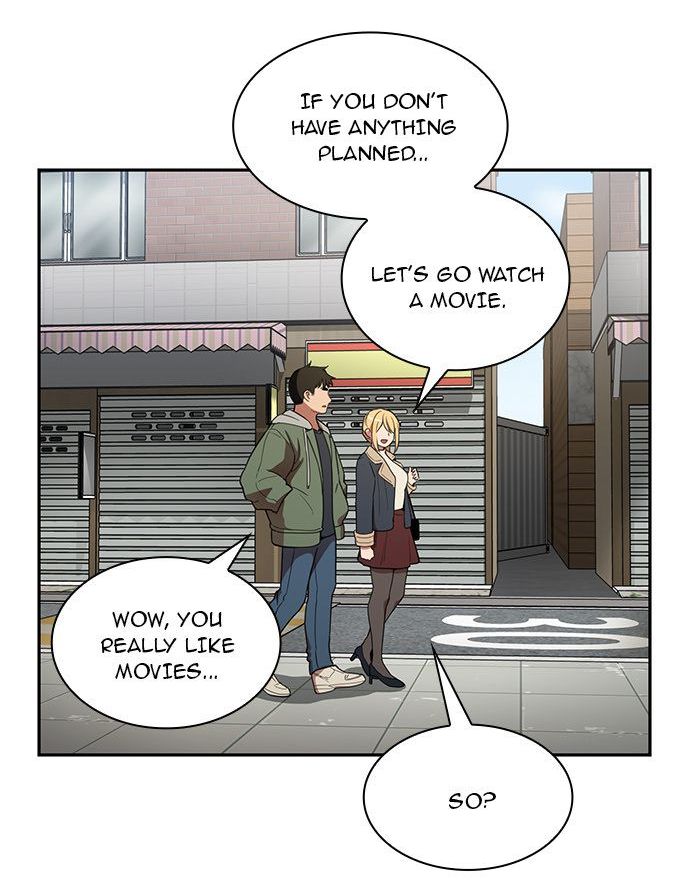 IF YOU DON'T
HAVE ANYTHING
PLANNED...
LET'S GO WATCH
A MOVIE.
WOW, YOU
REALLY LIKE
MOVIES...
SO?
30